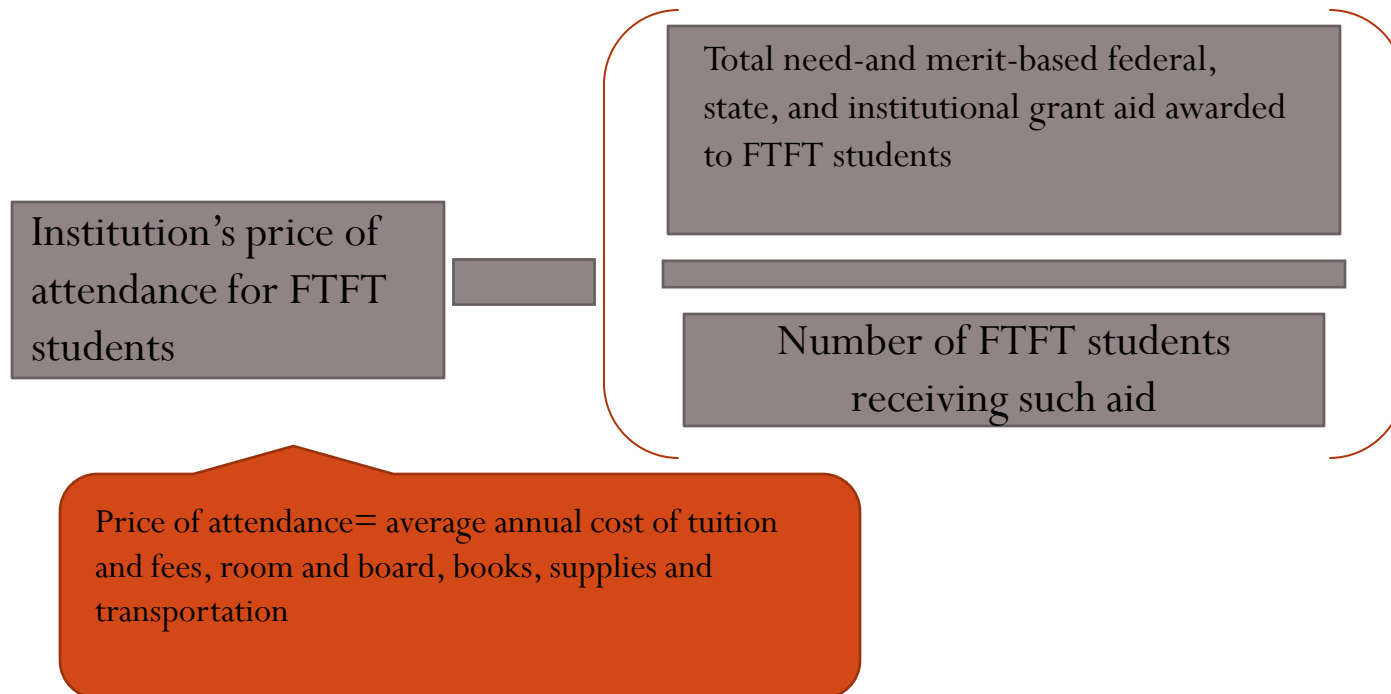 Total need-and merit-based federal,
state, and institutional grant aid awarded
to FTFT students
Institution’s price of
attendance for FTFT
students
Number of FTFT students
receiving such aid
Price of attendance= average annual cost of tuition
and fees, room and board, books, supplies and
transportation